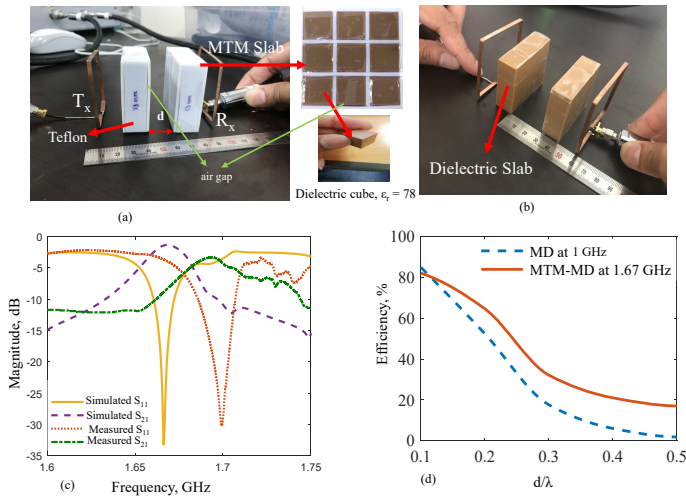 MTM Slab
Tx
Rx
d
Teflon
air gap
Dielectric cube, εr = 78
(a)
Dielectric Slab
(b)
Magnitude, dB
0
-5
-10
-15
-20
-25
-30
-35
Simulated S11
Simulated S21
Measured S11
Measured S21
1.6 1.65 1.7 1.75
(c) Frequency, GHz
Efficiency, %
100
80
60
40
20
0
MD at 1 GHz
MTM-MD at 1.67 GHz
0.1 0.2 0.3 0.4 0.5
(d) d/λ